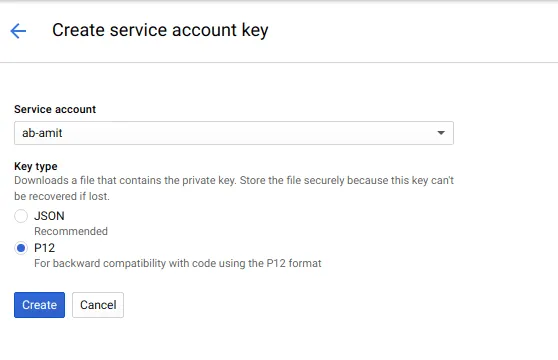 Create service account key
Service account
ab-amit
Key type
Downloads a file that contains the private key. Store the file securely because this key can't
be recovered if lost.
JSON
Recommended
P12
For backward compatibility with code using the P12 format
Create Cancel